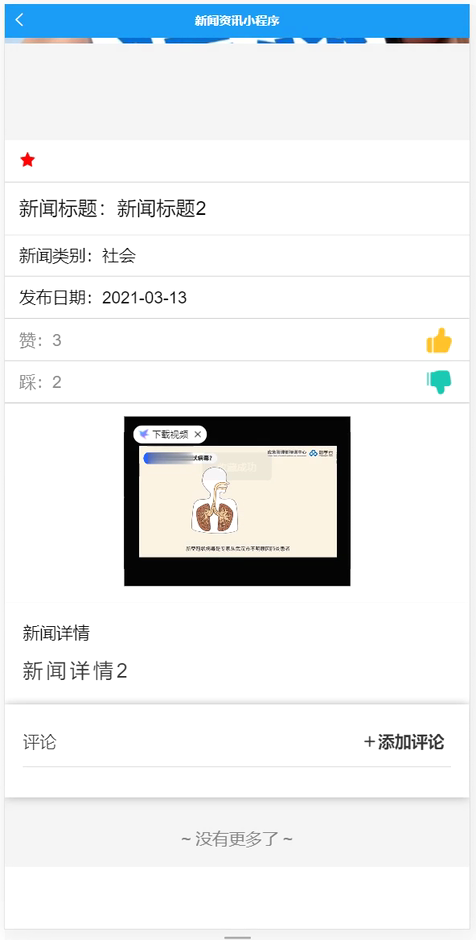 新闻资讯小程序
新闻标题：新闻标题2
新闻类别：社会
发布日期：2021-03-13
赞：3
踩：2
下载视频 ×
状病毒?
新闻详情
新闻详情2
评论
+添加评论
~ 没有更多了 ~